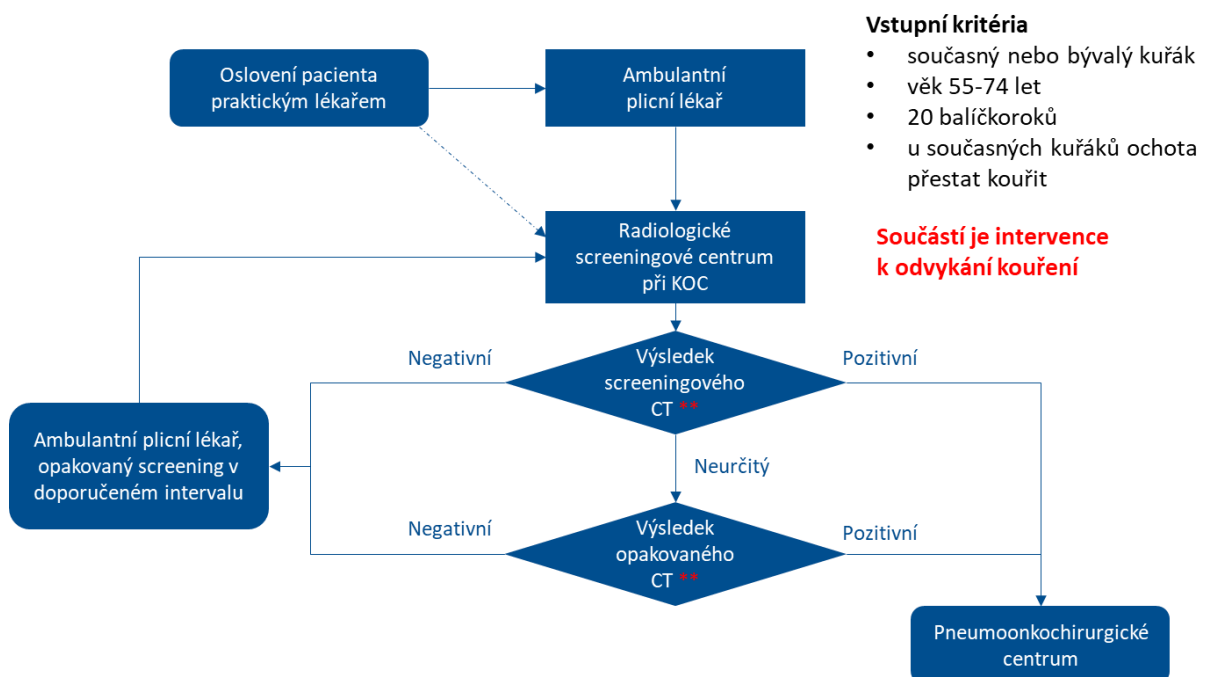 Vstupní kritéria
• současný nebo bývalý kuřák
• věk 55-74 let
• 20 balíčkoroků
• u současných kuřáků ochota
přestat kouřit
Součástí je intervence
k odvykání kouření
Oslovení pacienta
praktickým lékařem
Ambulantní
plicní lékař
Radiologické
screeningové centrum
při KOC
Negativní
Výsledek
screeningového
CT **
Pozitivní
Ambulantní plicní lékař,
opakovaný screening v
doporučeném intervalu
Neurčitý
Negativní
Výsledek
opakovaného
CT **
Pozitivní
Pneumoonkochirurgické
centrum